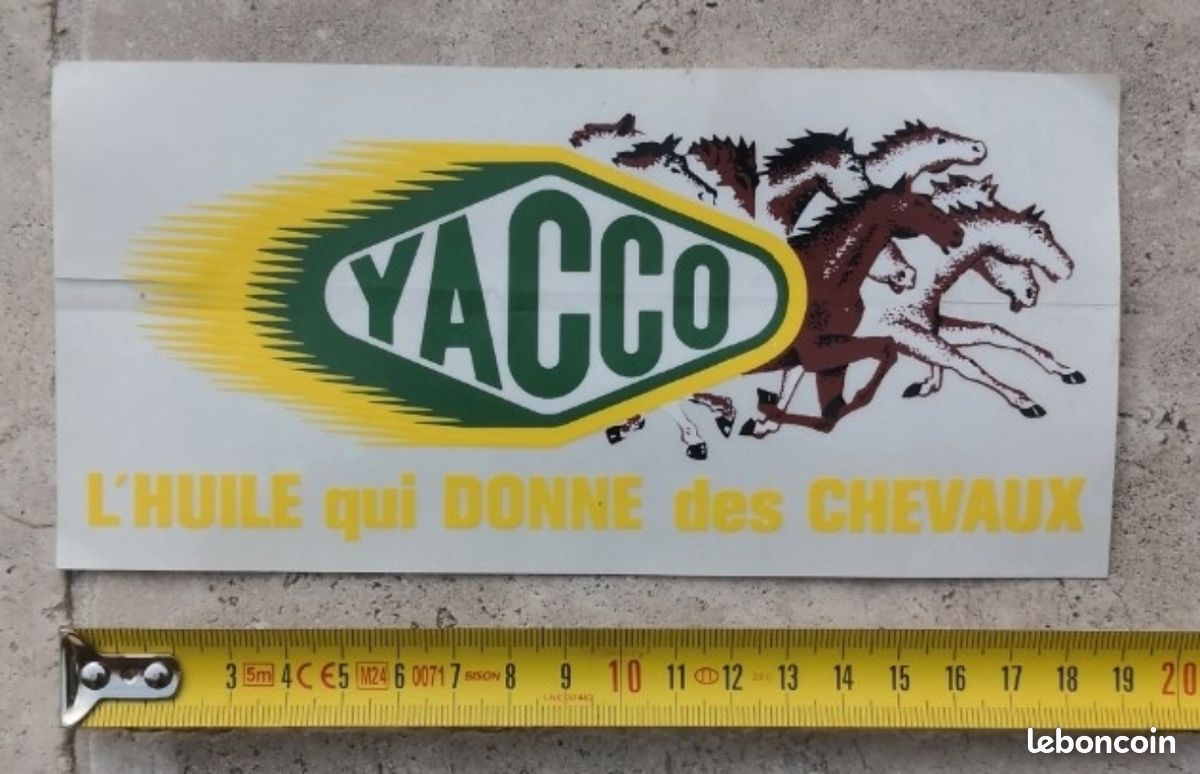 YACCO
L'HUILE qui DONNE des CHEVAUX
3 5m 4 CE 5 M24 6 0071 7 BISON 8 9 10 11 12 13 14 15 16 17 18 19 20
leboncoin